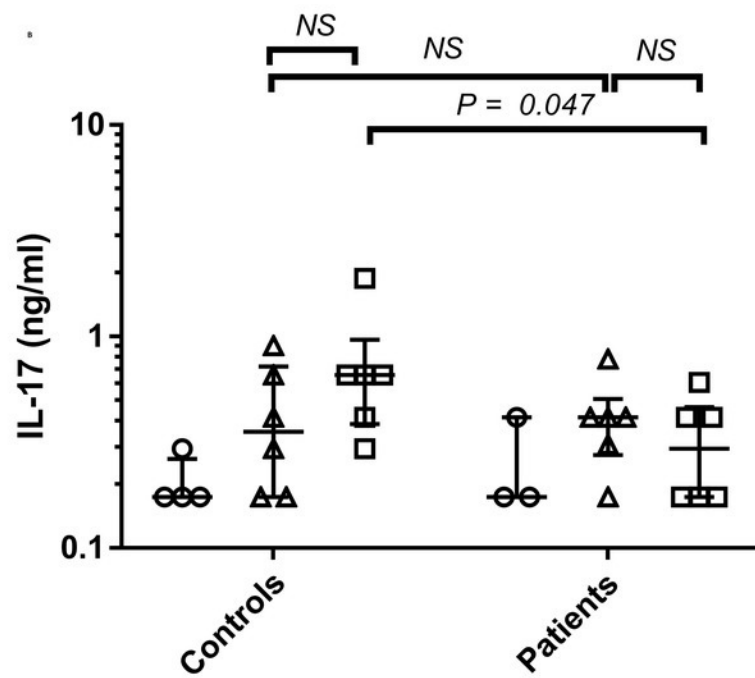 B
NS
NS
NS
P = 0.047
10
1
0.1
IL-17 (ng/ml)
Controls
Patients